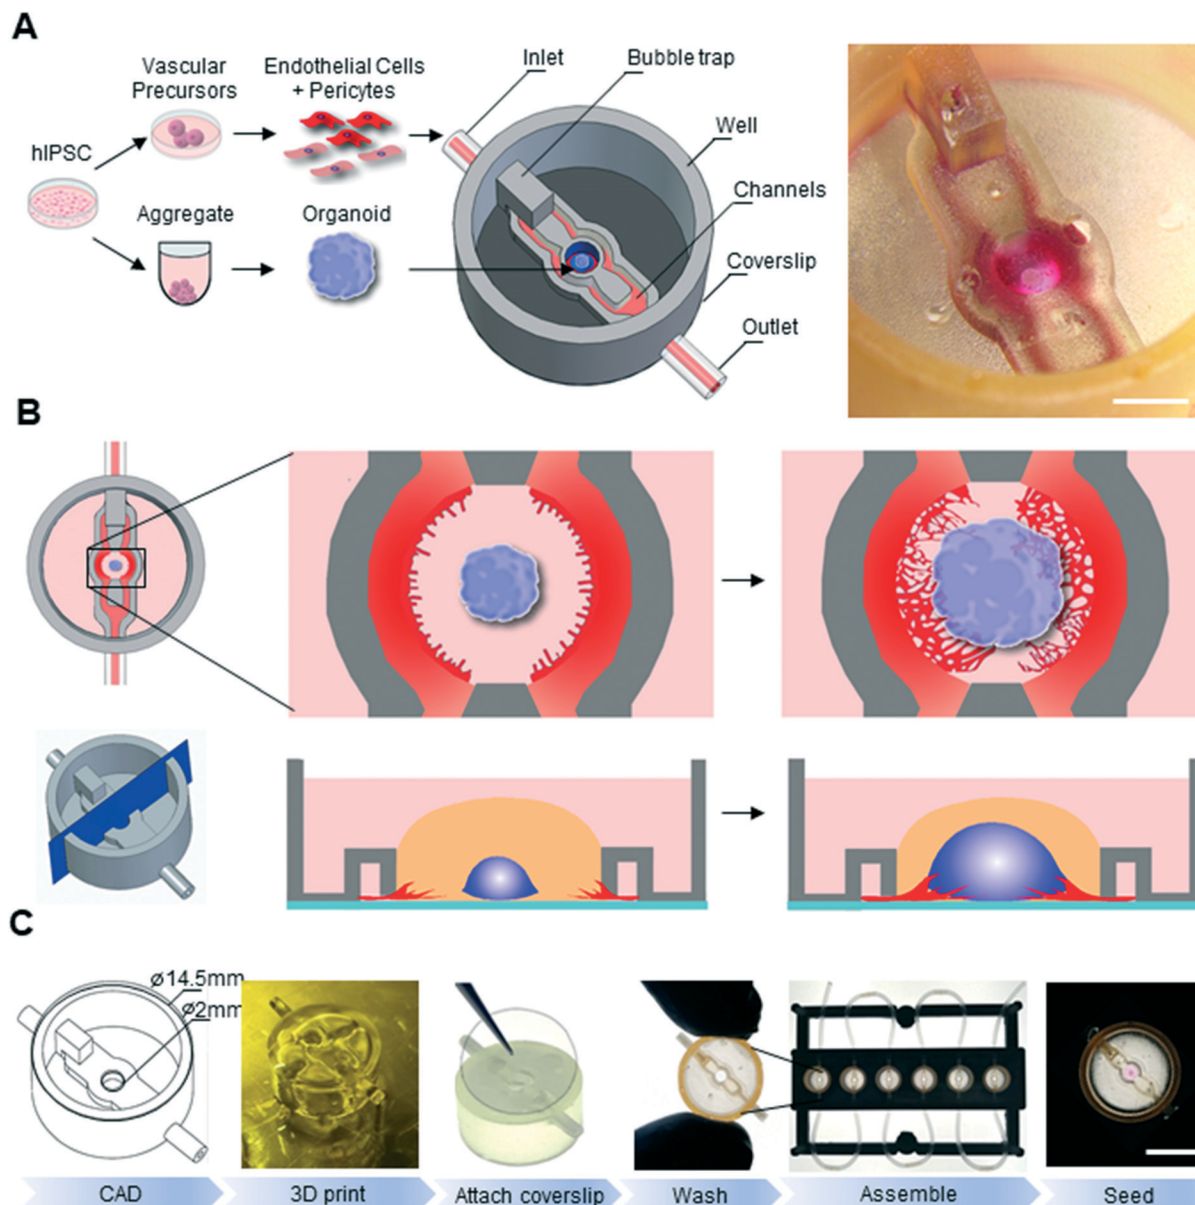 A
Vascular
Precursors
Endothelial Cells
+ Pericytes
Inlet
Bubble trap
Well
hIPSC
Channels
Aggregate
Organoid
Coverslip
Outlet
B
C
ø14.5mm
ø2mm
CAD
3D print
Attach coverslip
Wash
Assemble
Seed